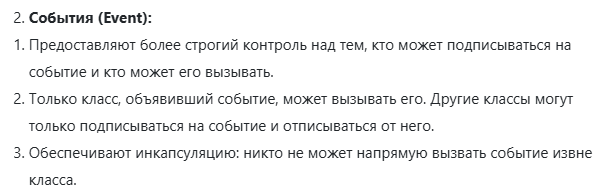 2. События (Event):
1. Предоставляют более строгий контроль над тем, кто может подписываться на
событие и кто может его вызывать.
2. Только класс, объявивший событие, может вызывать его. Другие классы могут
только подписываться на событие и отписываться от него.
3. Обеспечивают инкапсуляцию: никто не может напрямую вызвать событие извне
класса.